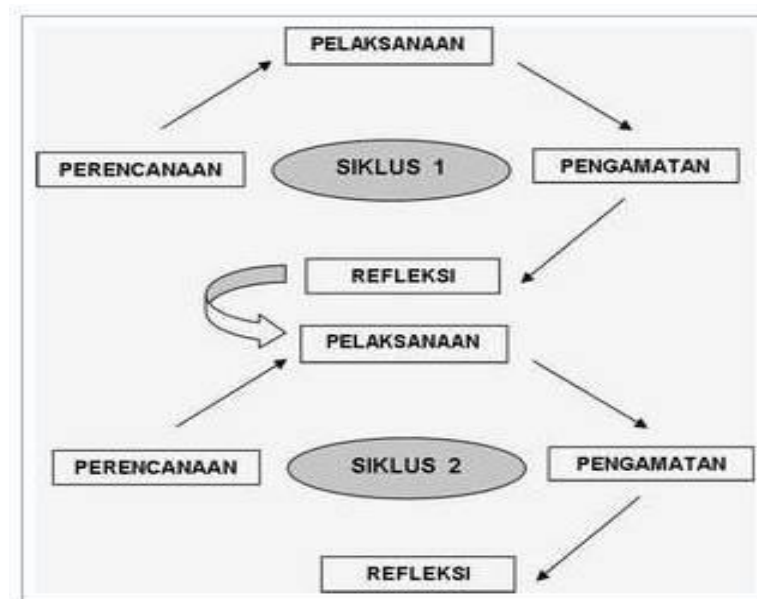 PELAKSANAAN
PERENCANAAN
SIKLUS 1
PENGAMATAN
REFLEKSI
PELAKSANAAN
PERENCANAAN
SIKLUS 2
PENGAMATAN
REFLEKSI